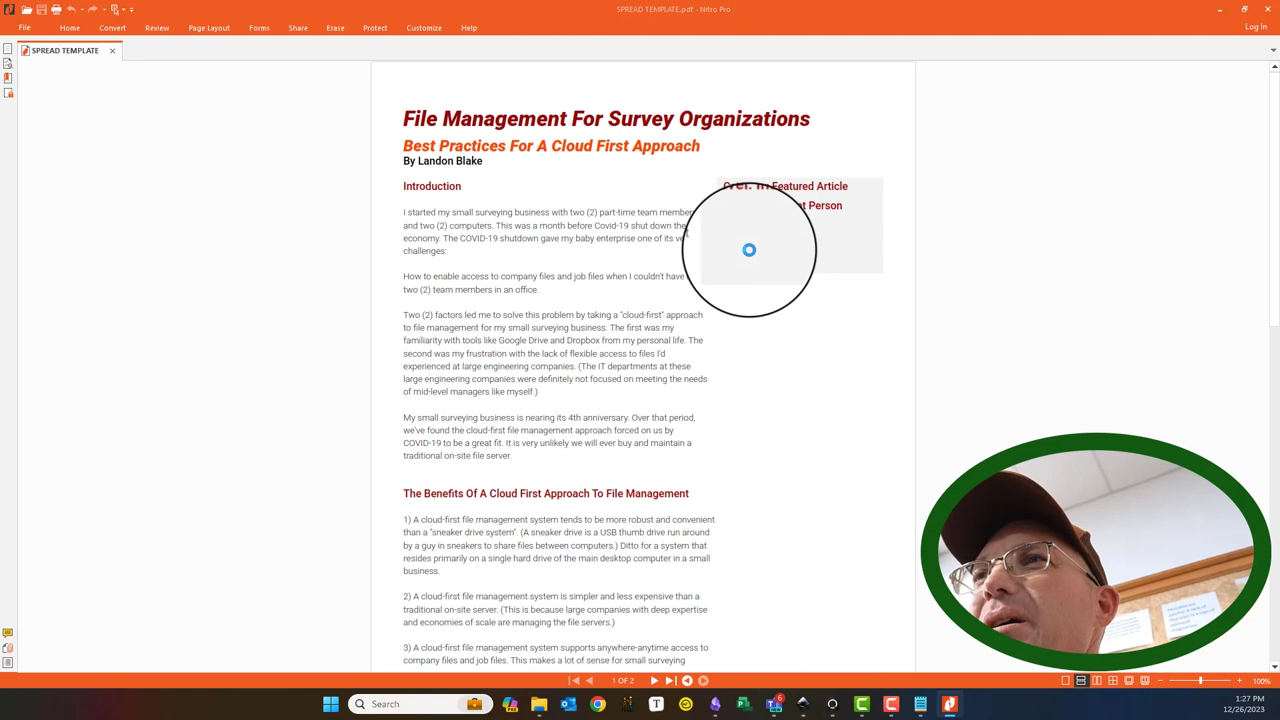 SPREAD TEMPLATE.pdf - Nitro Pro
File Home Convert Review Page Layout Forms Share Erase Protect Customize Help
Log In
SPREAD TEMPLATE
File Management For Survey Organizations
Best Practices For A Cloud First Approach
By Landon Blake
Introduction
I started my small surveying business with two (2) part-time team member
and two (2) computers. This was a month before Covid-19 shut down the
economy. The COVID-19 shutdown gave my baby enterprise one of its
challenges:
How to enable access to company files and job files when I couldn't have
two (2) team members in an office.
Two (2) factors led me to solve this problem by taking a "cloud-first" approach
to file management for my small surveying business. The first was my
familiarity with tools like Google Drive and Dropbox from my personal life. The
second was my frustration with the lack of flexible access to files I'd
experienced at large engineering companies. (The IT departments at these
large engineering companies were definitely not focused on meeting the needs
of mid-level managers like myself.)
My small surveying business is nearing its 4th anniversary. Over that period,
we've found the cloud-first file management approach forced on us by
COVID-19 to be a great fit. It is very unlikely we will ever buy and maintain a
traditional on-site file server.
The Benefits Of A Cloud First Approach To File Management
1) A cloud-first file management system tends to be more robust and convenient
than a "sneaker drive system". (A sneaker drive is a USB thumb drive run around
by a guy in sneakers to share files between computers.) Ditto for a system that
resides primarily on a single hard drive of the main desktop computer in a small
business.
2) A cloud-first file management system is simpler and less expensive than a
traditional on-site server. (This is because large companies with deep expertise
and economies of scale are managing the file servers.)
3) A cloud-first file management system supports anywhere-anytime access to
company files and job files. This makes a lot of sense for small surveying
Featured Article
Person
1 OF 2
100%
Search
6
1:27 PM
12/26/2023